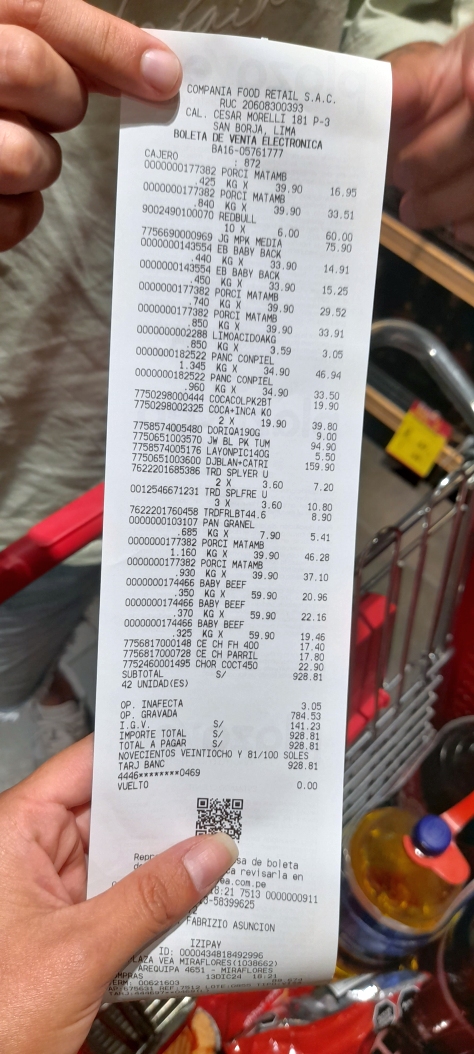 COMPANIA FOOD RETAIL S.A.C.
RUC 20608300393
CAL. CESAR MORELLI 181 P-3
SAN BORJA, LIMA
BOLETA DE VENTA ELECTRONICA
BA16-05761777
CAJERO : 872
0000000177382 PORCI MATAMB
.425 KG X 39.90 16.95
0000000177382 PORCI MATAMB
.840 KG X 39.90 33.51
9002490100070 REDBULL
10 X 6.00 60.00
7756690000969 JG MPK MEDIA 75.90
0000000143554 EB BABY BACK
.440 KG X 33.90 14.91
0000000143554 EB BABY BACK
.450 KG X 33.90 15.25
0000000177382 PORCI MATAMB
.740 KG X 39.90 29.52
0000000177382 PORCI MATAMB
.850 KG X 39.90 33.91
0000000002288 LIMOACIDOAKG
.850 KG X 3.59 3.05
0000000182522 PANC CONPIEL
1.345 KG X 34.90 46.94
0000000182522 PANC CONPIEL
.960 KG X 34.90 33.50
7750298000444 COCACOLPK2BT 19.90
7750298002325 COCA+INCA KO
2 X 19.90 39.80
7758574005480 DORIQA190G 9.00
7750651003570 JW BL PK TUM 94.90
7758574005176 LAYONPIC140G 5.50
7750651003600 DJBLAN+CATRI 159.90
7622201685386 TRD SPLYER U
2 X 3.60 7.20
0012546671231 TRD SPLFRE U
3 X 3.60 10.80
7622201760458 TRDFRLBT44.6 8.90
0000000103107 PAN GRANEL
.685 KG X 7.90 5.41
0000000177382 PORCI MATAMB
1.160 KG X 39.90 46.28
0000000177382 PORCI MATAMB
.930 KG X 39.90 37.10
0000000174466 BABY BEEF
.350 KG X 59.90 20.96
0000000174466 BABY BEEF
.370 KG X 59.90 22.16
0000000174466 BABY BEEF
.325 KG X 59.90 19.46
7756817000148 CE CH FH 400 17.40
7756817000728 CE CH PARRIL 17.80
7752460001495 CHOR COCT450 22.90
SUBTOTAL S/ 928.81
42 UNIDAD(ES)
OP. INAFECTA 3.05
OP. GRAVADA 784.53
I.G.V. S/ 141.23
IMPORTE TOTAL S/ 928.81
TOTAL A PAGAR S/ 928.81
NOVECIENTOS VEINTIOCHO Y 81/100 SOLES
TARJ BANC 928.81
4446********0469
VUELTO 0.00
sa de boleta
revisarla en
ea.com.pe
18:21 7513 0000000911
-58399625
FABRIZIO ASUNCION
IZIPAY
ID: 0000434818492996
PLAZA VEA MIRAFLORES(1038662)
AREQUIPA 4651 - MIRAFLORES
13DIC24 18:21
TERM: 00621603